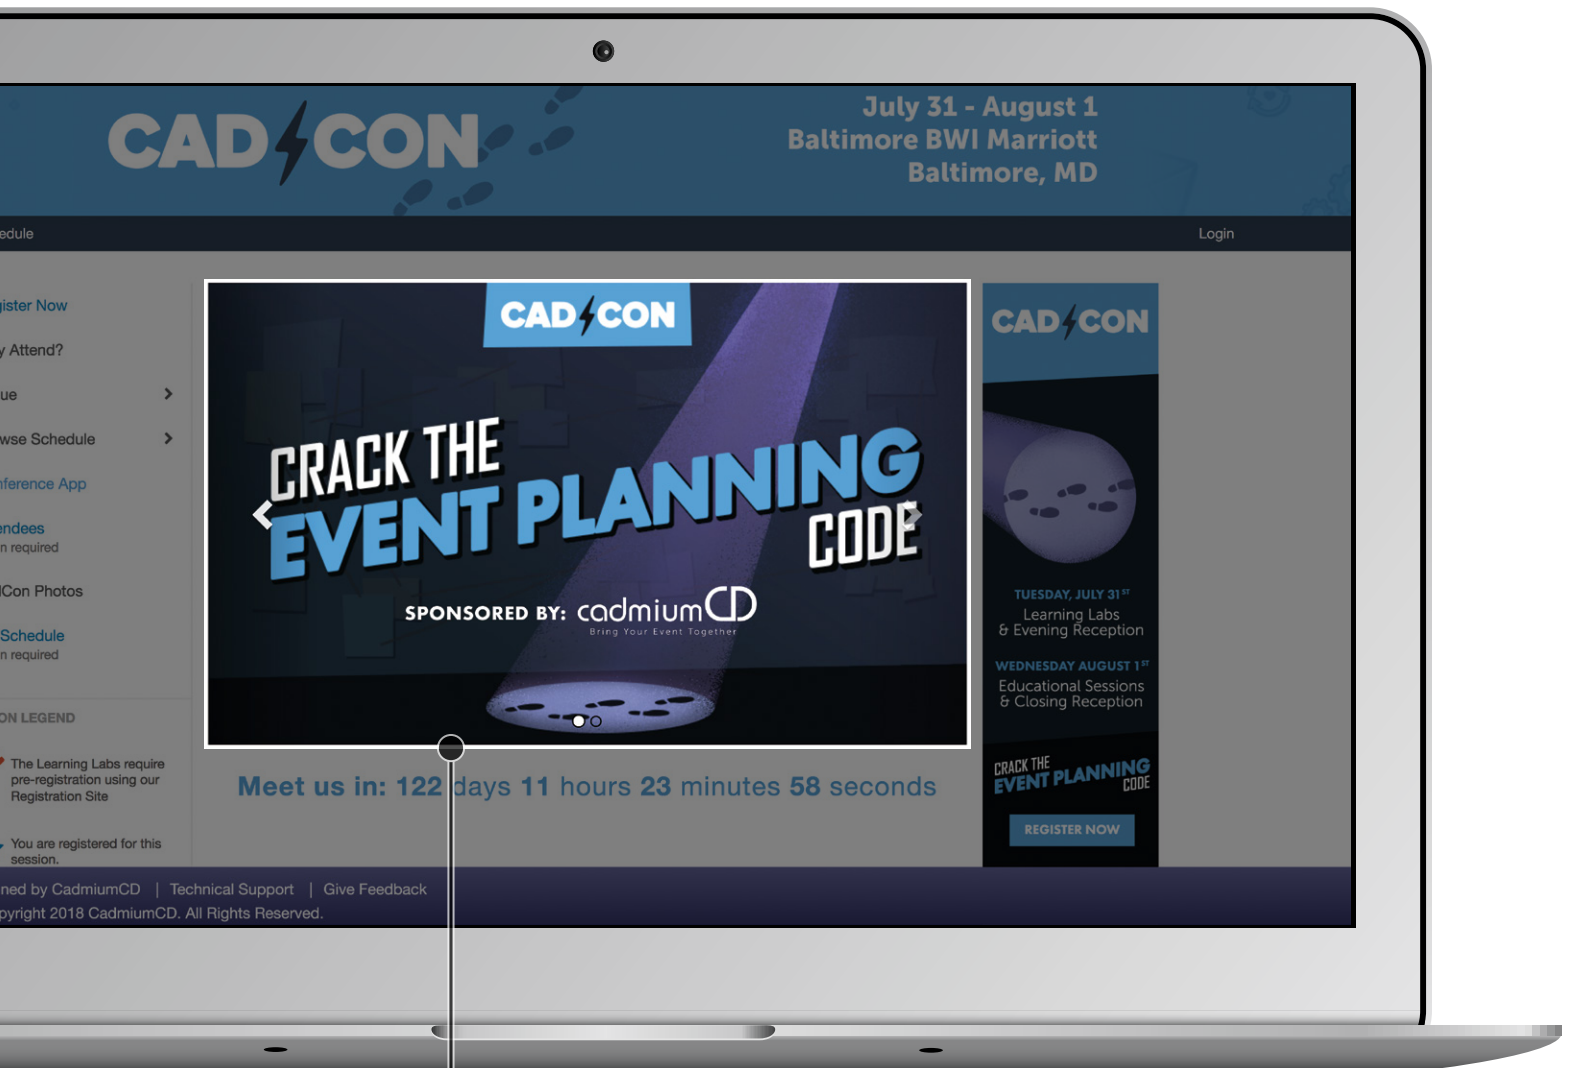 CAD CON
July 31 - August 1
Baltimore BWI Marriott
Baltimore, MD
edule
Login
gister Now
y Attend?
ue
wse Schedule
nference App
endees
n required
lCon Photos
Schedule
n required
ON LEGEND
The Learning Labs require
pre-registration using our
Registration Site
You are registered for this
session.
CAD CON
CRACK THE
EVENT PLANNING
CODE
SPONSORED BY: cadmiumCD
Bring Your Event Together
Meet us in: 122 days 11 hours 23 minutes 58 seconds
CAD CON
TUESDAY, JULY 31ST
Learning Labs
& Evening Reception
WEDNESDAY AUGUST 1ST
Educational Sessions
& Closing Reception
CRACK THE
EVENT PLANNING
CODE
REGISTER NOW
ned by CadmiumCD | Technical Support | Give Feedback
pyright 2018 CadmiumCD. All Rights Reserved.